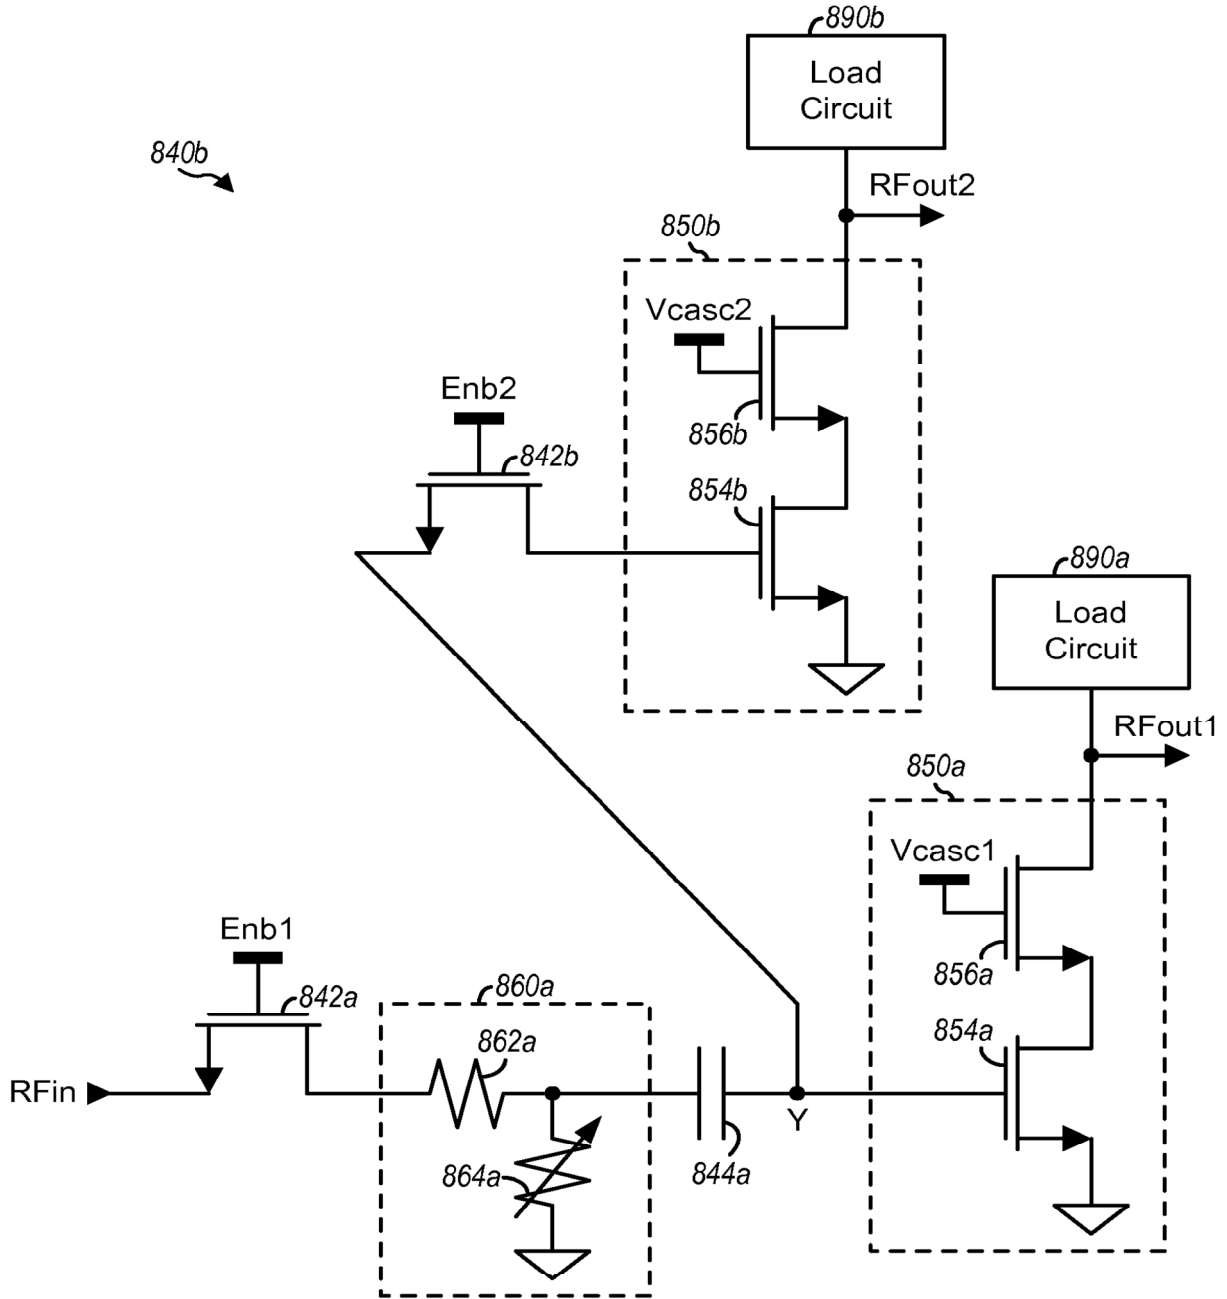 890b
Load
Circuit
840b
RFout2
850b
Vcasc2
Enb2
856b
842b
854b
890a
Load
Circuit
RFout1
850a
Vcasc1
Enb1
860a
856a
842a
862a
854a
RFin
Y
864a
844a